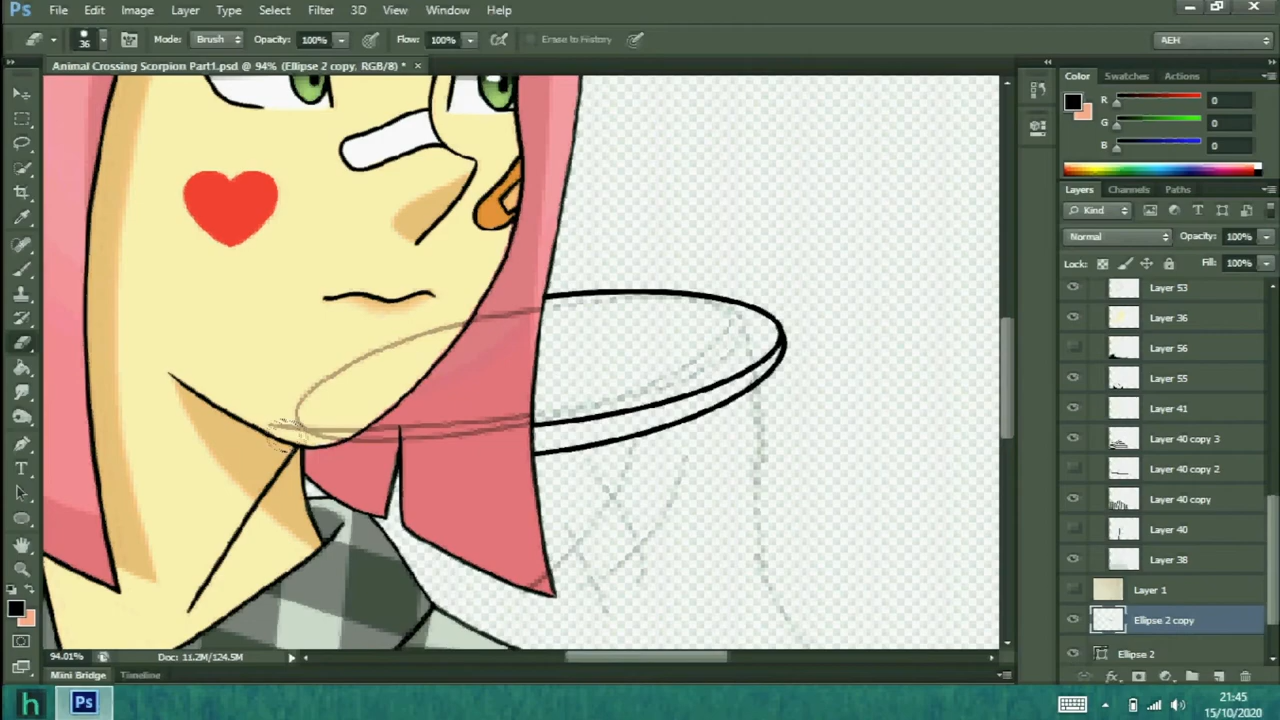 Ps File Edit Image Layer Type Select Filter 3D View Window Help
36 Mode: Brush Opacity: 100% Flow: 100% Erase to History AEH
Animal Crossing Scorpion Part1.psd @ 94% (Ellipse 2 copy, RGB/8) * ×
Color Swatches Actions
R 0
G 0
B 0
Layers Channels Paths
Kind
Normal Opacity: 100%
Lock: Fill: 100%
Layer 53
Layer 36
Layer 56
Layer 55
Layer 41
Layer 40 copy 3
Layer 40 copy 2
Layer 40 copy
Layer 40
Layer 38
Layer 1
Ellipse 2 copy
Ellipse 2
94.01% Doc: 11.2M/124.5M
Mini Bridge Timeline
h Ps 21:45
15/10/2020